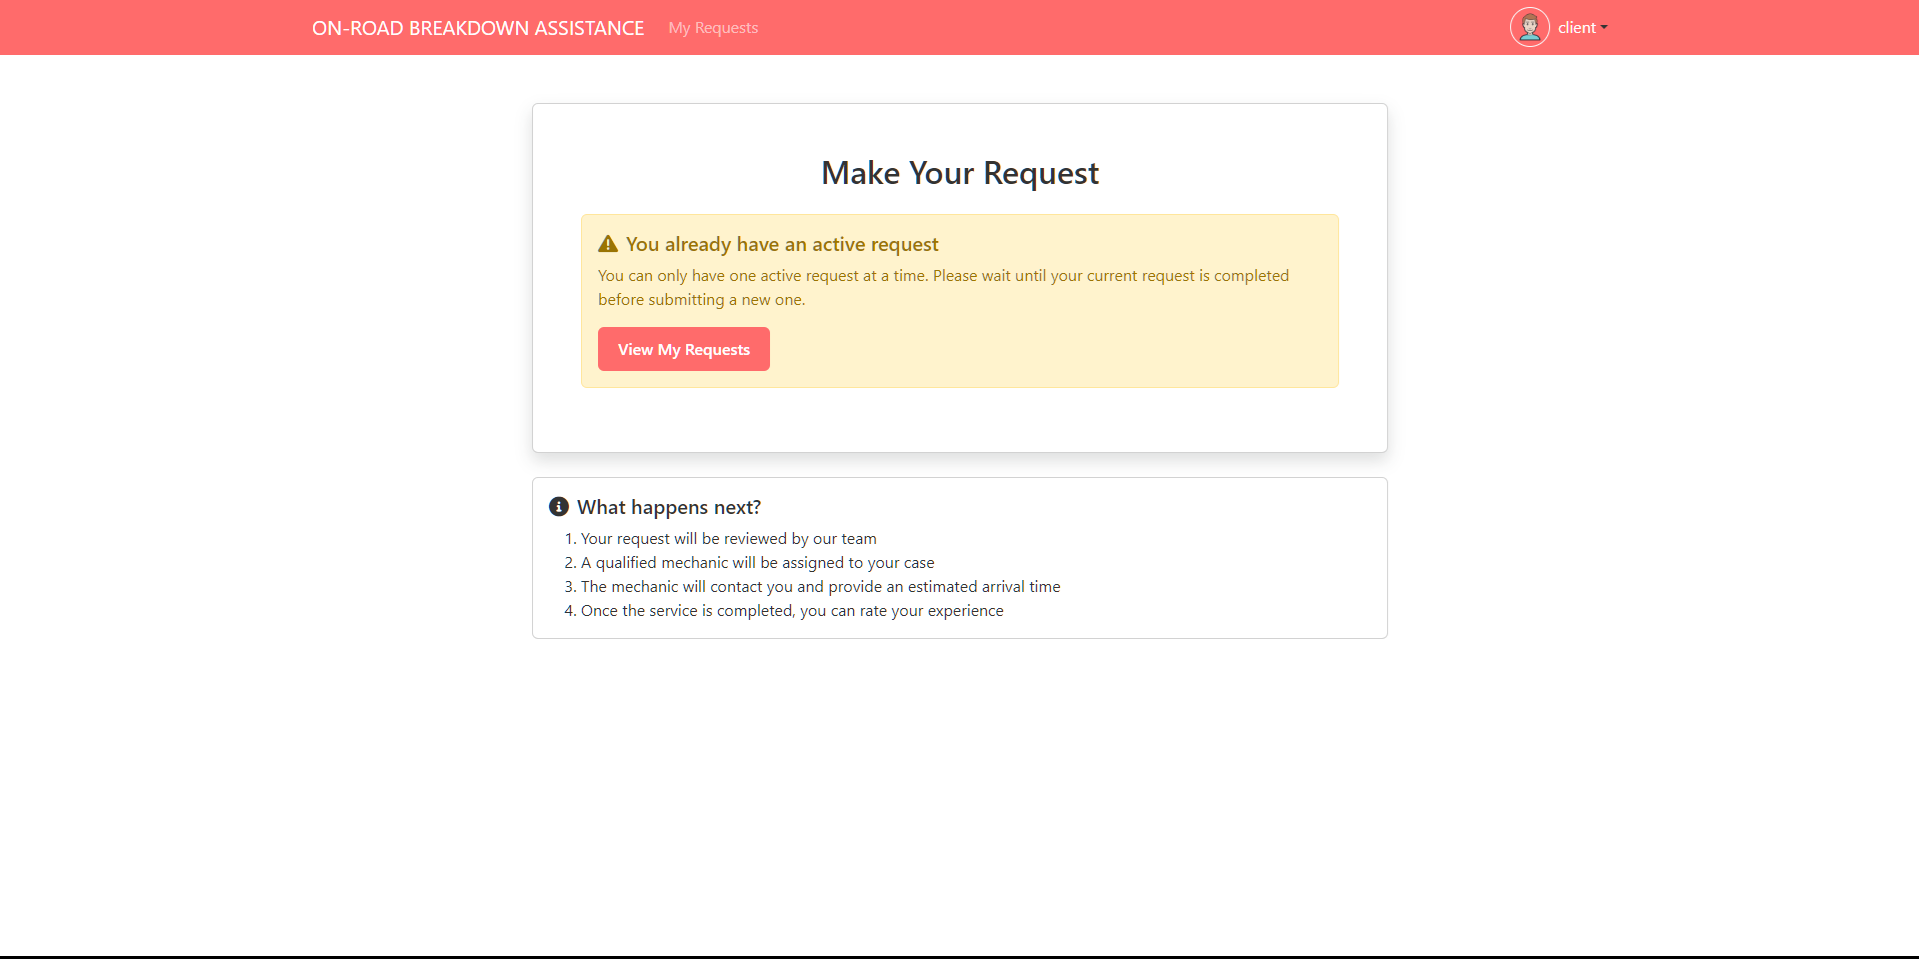 ON-ROAD BREAKDOWN ASSISTANCE My Requests client
Make Your Request
You already have an active request
You can only have one active request at a time. Please wait until your current request is completed
before submitting a new one.
View My Requests
What happens next?
1. Your request will be reviewed by our team
2. A qualified mechanic will be assigned to your case
3. The mechanic will contact you and provide an estimated arrival time
4. Once the service is completed, you can rate your experience